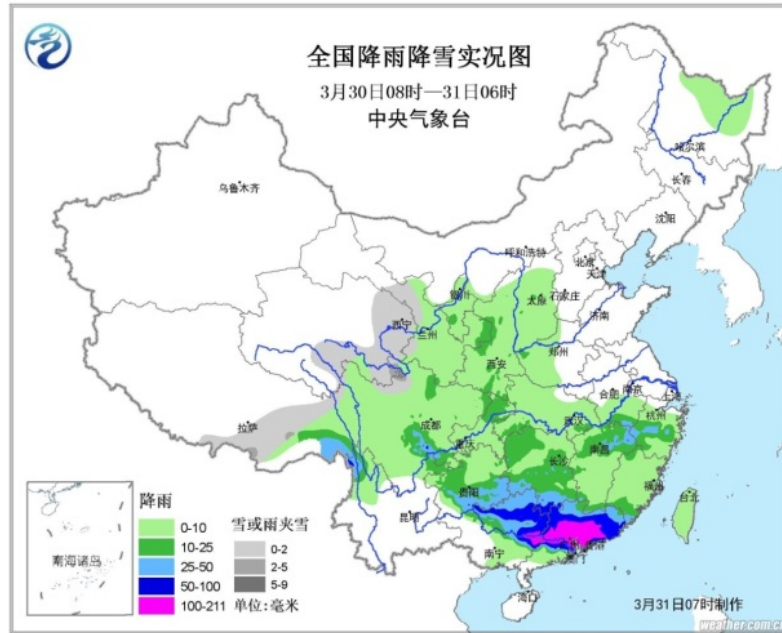 全国降雨降雪实况图
3月30日08时—31日06时
中央气象台
哈尔滨
长春
乌鲁木齐
沈阳
呼和浩特
北京
天津
银川
太原
石家庄
西宁
兰州
济南
西安
郑州
合肥
南京
上海
拉萨
成都
武汉
杭州
重庆
南昌
长沙
贵阳
福州
台北
昆明
南宁
海口
南海诸岛
降雨
0-10
10-25
25-50
50-100
100-211
雪或雨夹雪
0-2
2-5
5-9
单位:毫米
3月31日07时制作
weather.com.c